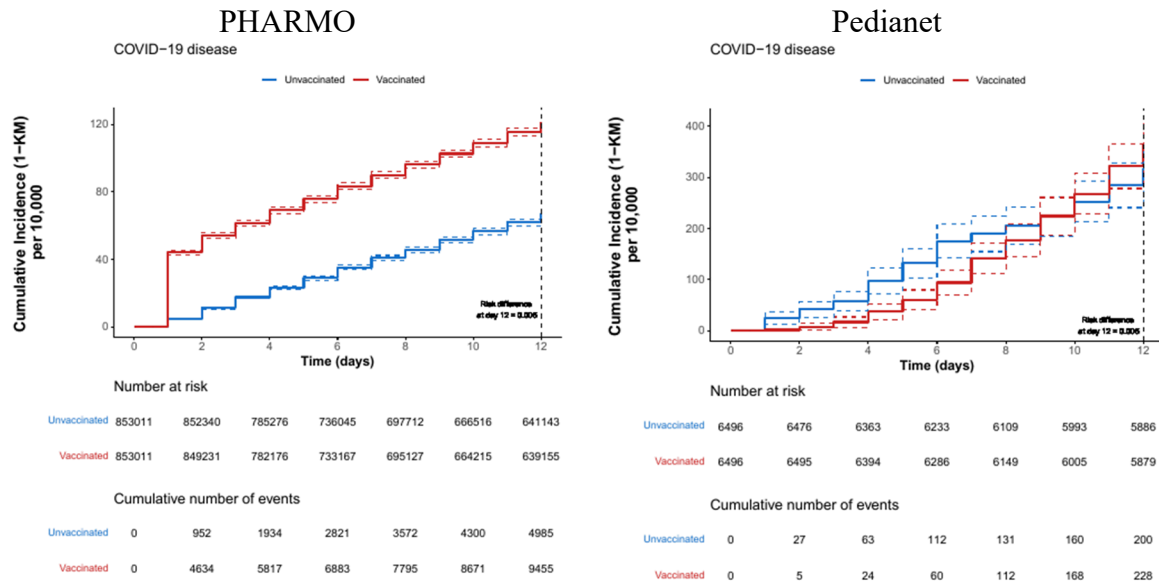 PHARMO
COVID−19 disease
Unvaccinated Vaccinated
Cumulative Incidence (1−KM)
per 10,000
120
80
40
0
Risk difference
at day 12 = 0.005
0 2 4 6 8 10 12
Time (days)
Number at risk
Unvaccinated 853011 852340 785276 736045 697712 666516 641143
Vaccinated 853011 849231 782176 733167 695127 664215 639155
Cumulative number of events
Unvaccinated 0 952 1934 2821 3572 4300 4985
Vaccinated 0 4634 5817 6883 7795 8671 9455
Pedianet
COVID−19 disease
Unvaccinated Vaccinated
Cumulative Incidence (1−KM)
per 10,000
400
300
200
100
0
Risk difference
at day 12 = 0.005
0 2 4 6 8 10 12
Time (days)
Number at risk
Unvaccinated 6496 6476 6363 6233 6109 5993 5886
Vaccinated 6496 6495 6394 6286 6149 6005 5879
Cumulative number of events
Unvaccinated 0 27 63 112 131 160 200
Vaccinated 0 5 24 60 112 168 228